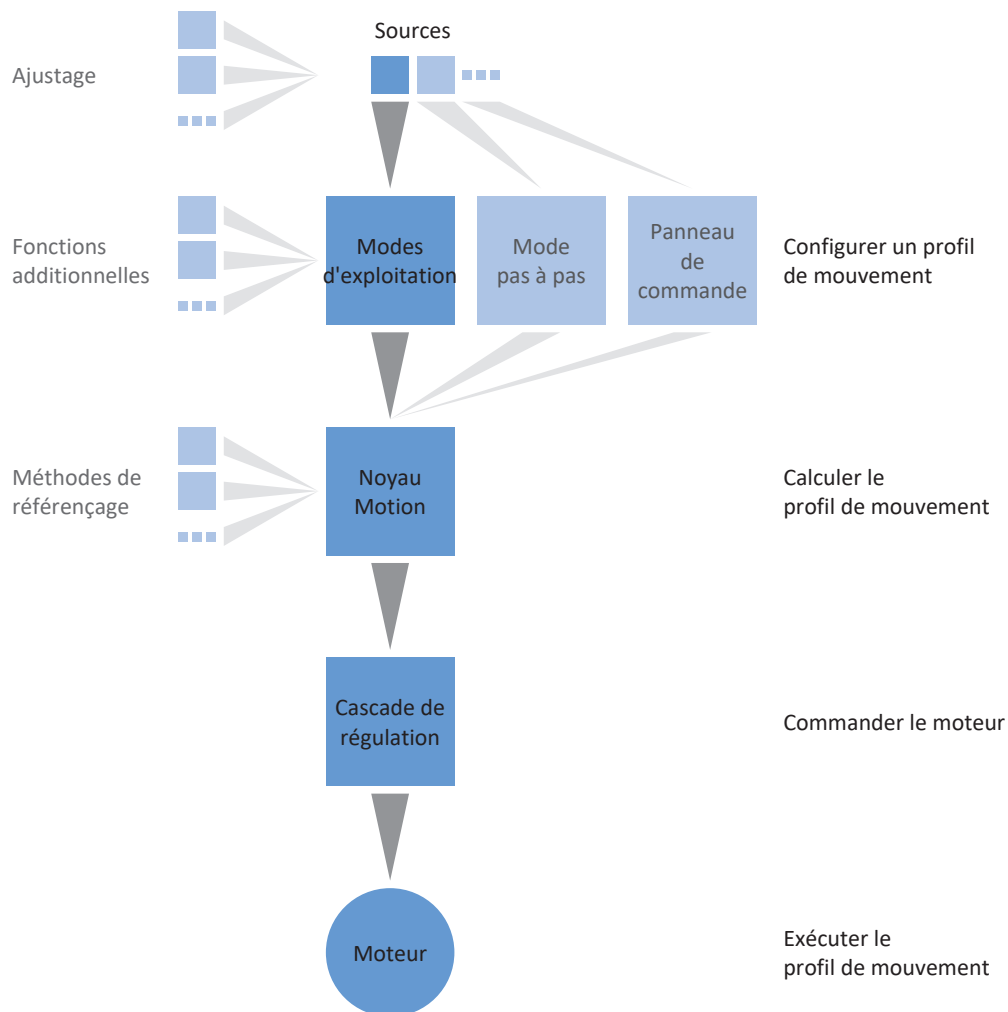 Sources
Ajustage
Fonctions
additionnelles
Modes
d'exploitation
Mode
pas à pas
Panneau
de
commande
Configurer un profil
de mouvement
Méthodes de
référençage
Noyau
Motion
Calculer le
profil de mouvement
Cascade de
régulation
Commander le moteur
Moteur
Exécuter le
profil de mouvement